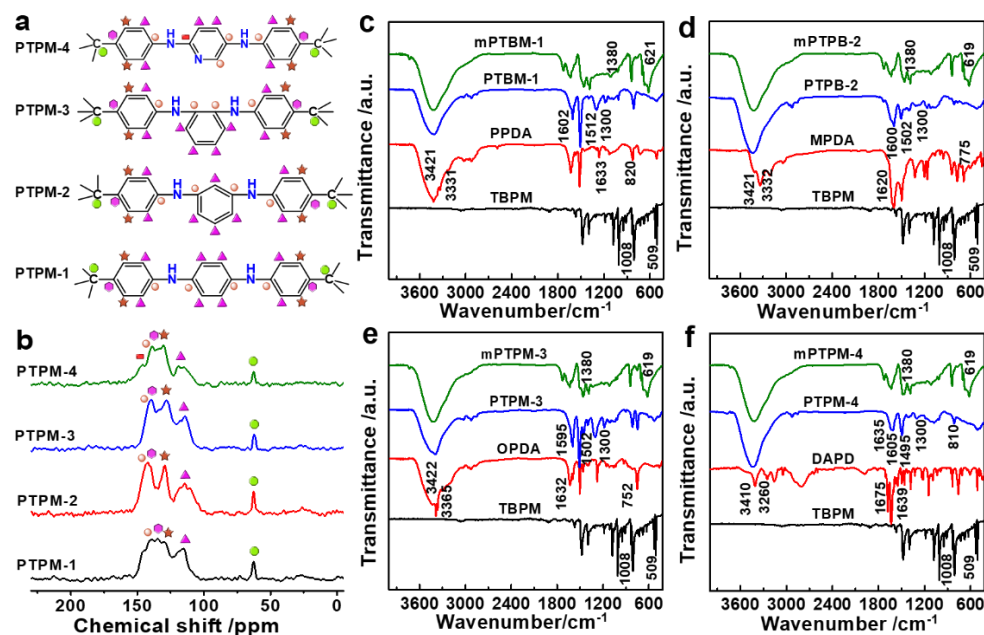 a
PTPM-4
C
H
N
N
H
N
C
PTPM-3
C
H
N
H
N
C
PTPM-2
C
H
N
H
N
C
PTPM-1
C
H
N
H
N
C
b
PTPM-4
PTPM-3
PTPM-2
PTPM-1
200 150 100 50 0
Chemical shift /ppm
c
Transmittance /a.u.
mPTBM-1
1380
621
PTBM-1
1602
1512
1300
PPDA
3421
3331
1633
820
TBPM
1008
509
3600 2400 1800 1200 600
Wavenumber/cm-1
d
Transmittance /a.u.
mPTPB-2
1380
619
PTPB-2
1600
1502
1300
MPDA
3421
3332
1620
775
TBPM
1008
509
3600 2400 1800 1200 600
Wavenumber/cm-1
e
Transmittance /a.u.
mPTPM-3
1380
619
PTPM-3
1595
1502
1300
OPDA
3422
3365
1632
752
TBPM
1008
509
3600 2400 1800 1200 600
Wavenumber/cm-1
f
Transmittance /a.u.
mPTPM-4
1380
619
PTPM-4
1635
1605
1495
1300
810
DAPD
3410
3260
1675
1639
TBPM
1008
509
3600 2400 1800 1200 600
Wavenumber/cm-1